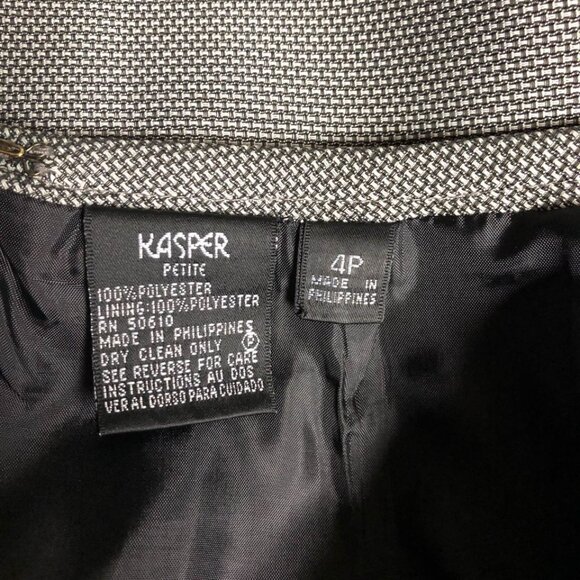 KASPER
PETITE
100% POLYESTER
LINING:100% POLYESTER
RN 50610
MADE IN PHILIPPINES
DRY CLEAN ONLY P
SEE REVERSE FOR CARE
INSTRUCTIONS AU DOS
VER AL DORSO PARA CUIDADO
4P
MADE IN
PHILIPPINES